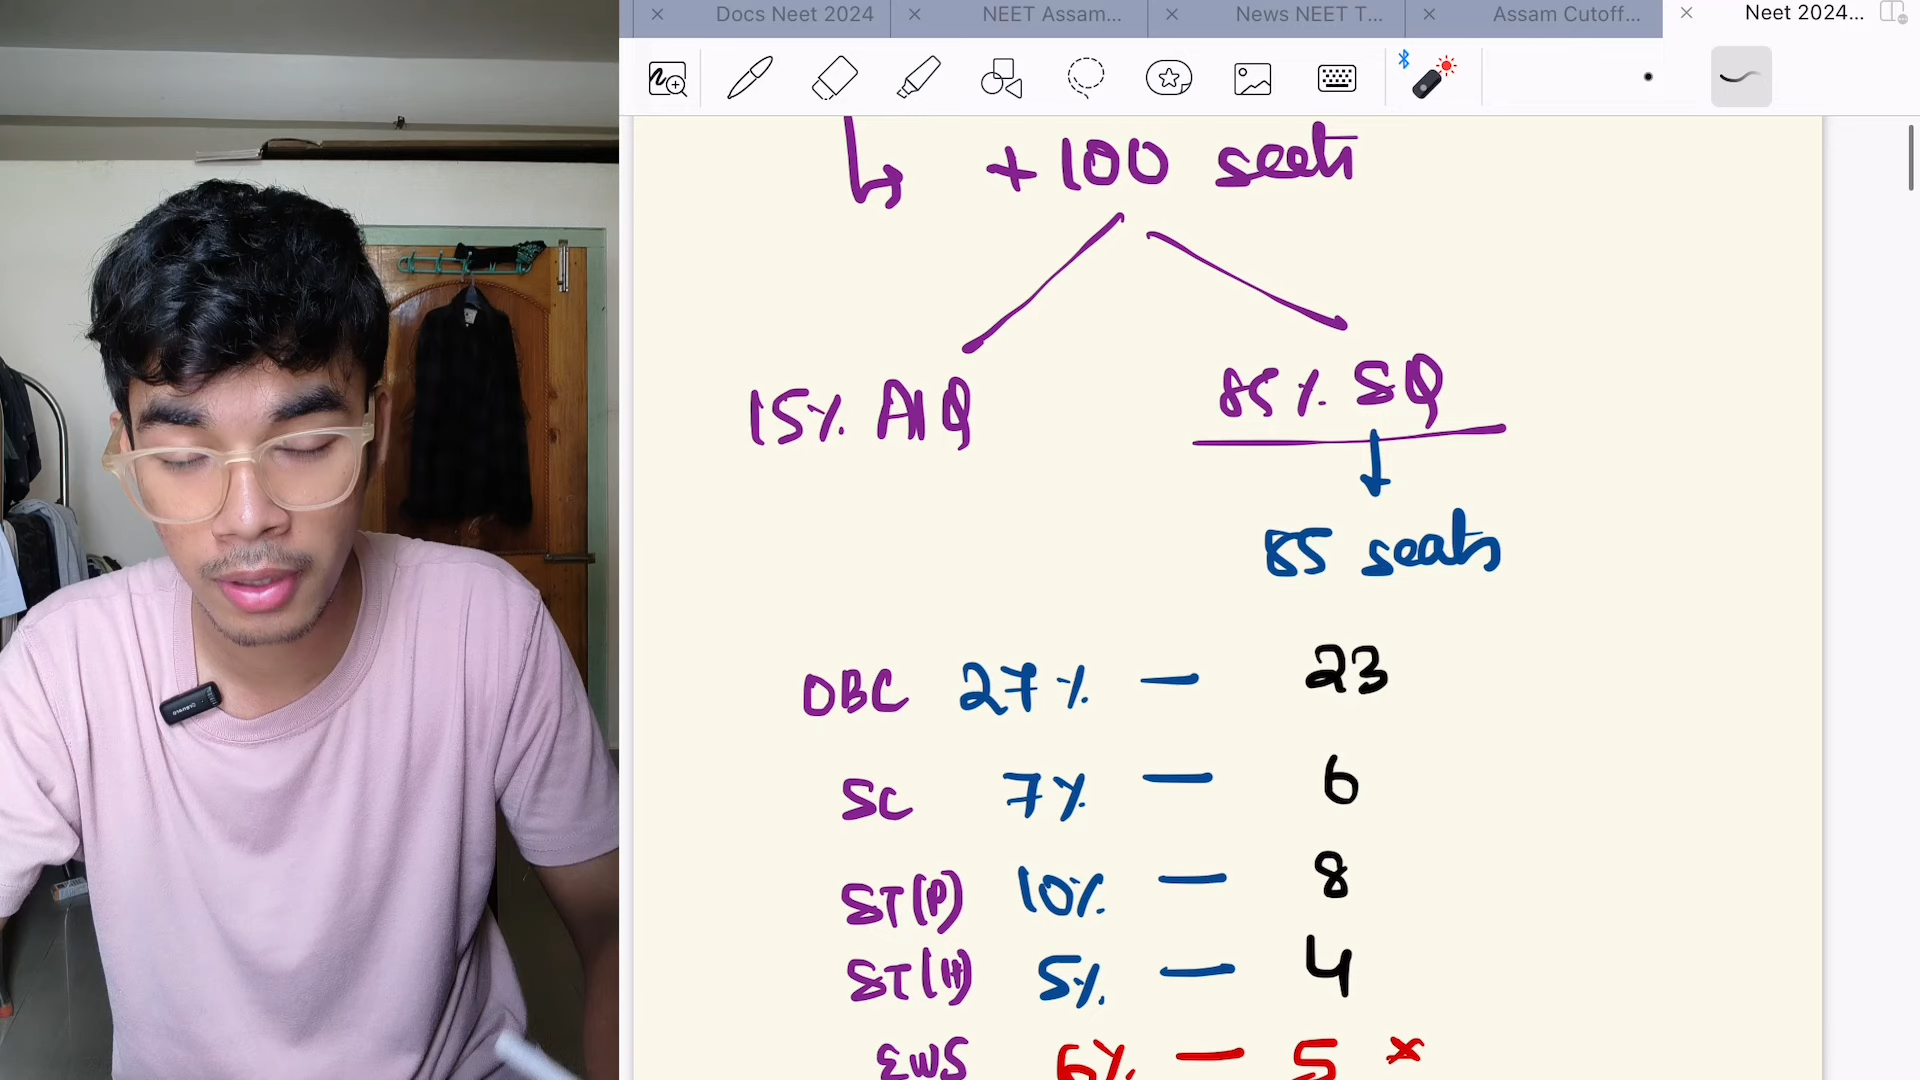 Docs Neet 2024
NEET Assam...
News NEET T...
Assam Cutoff...
Neet 2024...
+ 100 seats
15% AIQ
85% SQ
85 seats
OBC 27% — 23
SC 7% — 6
ST(P) 10% — 8
ST(H) 5% — 4
EWS 6% — 5 *